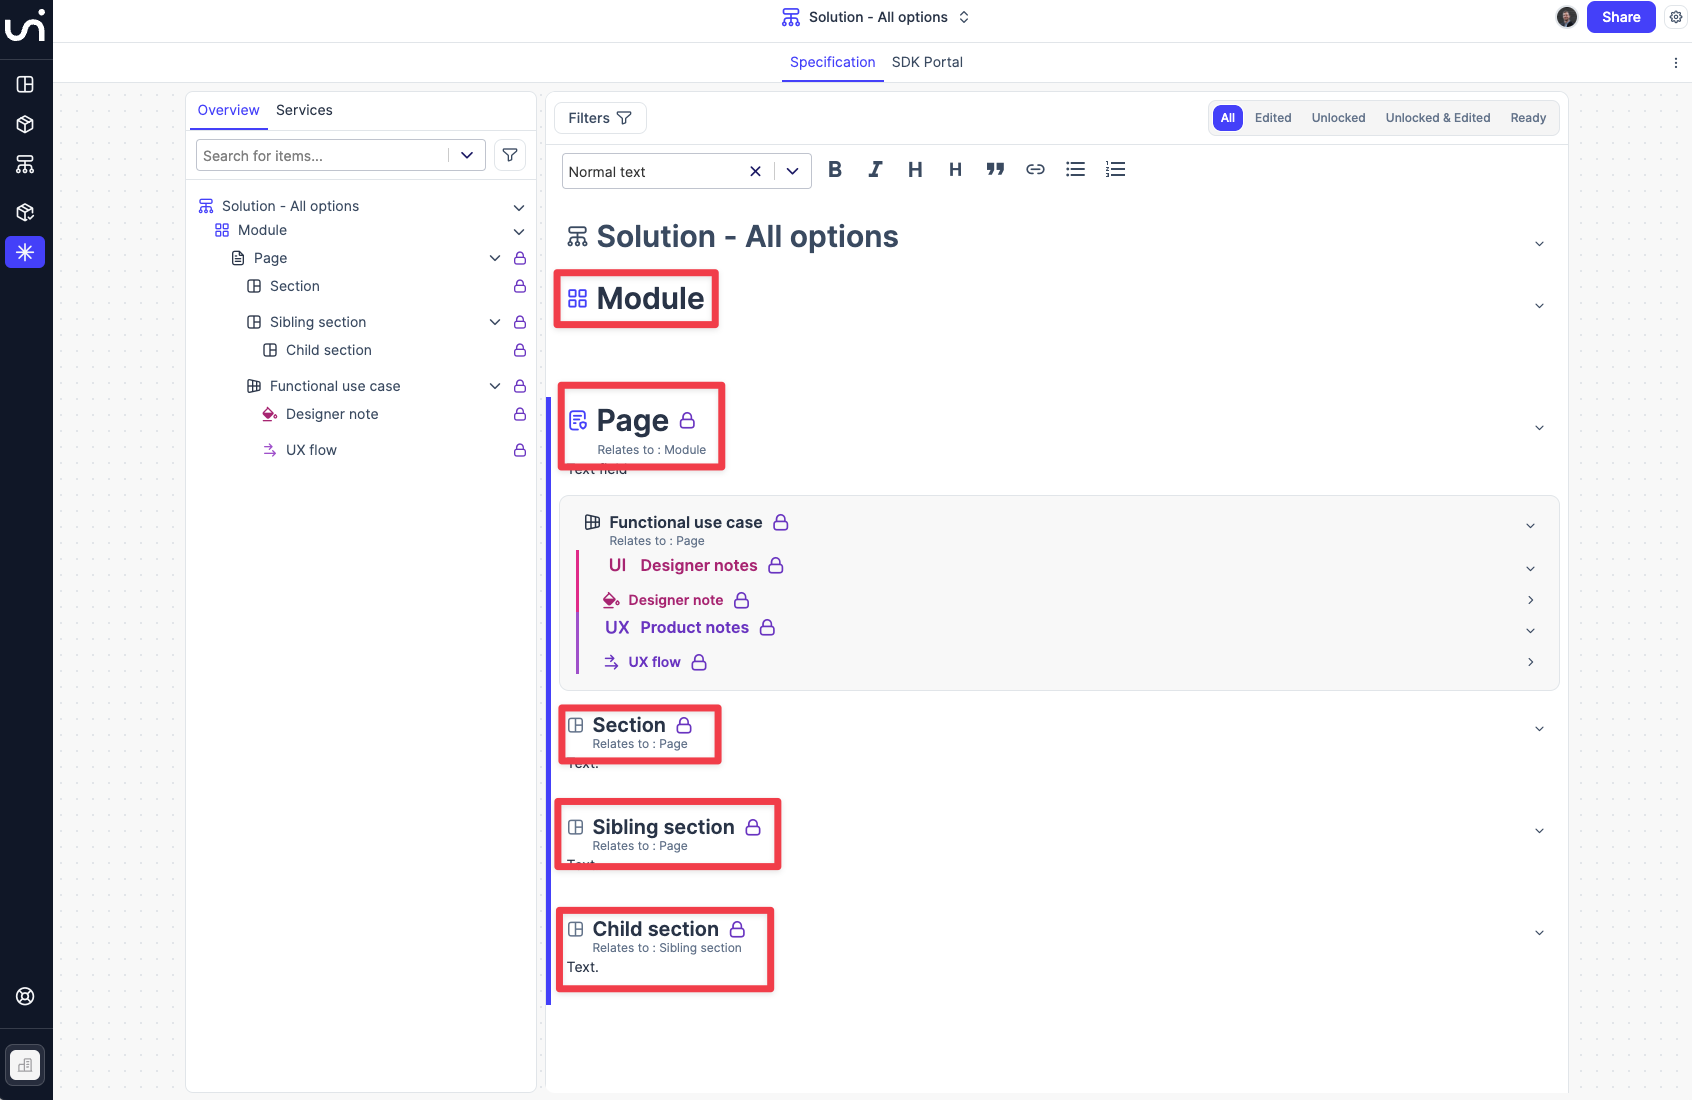 Solution - All options
Share
Specification
SDK Portal
Overview
Services
Search for items...
Solution - All options
Module
Page
Section
Sibling section
Child section
Functional use case
Designer note
UX flow
Filters
All
Edited
Unlocked
Unlocked & Edited
Ready
Normal text
B I H H
Solution - All options
Module
Page
Relates to : Module
Text field
Functional use case
Relates to : Page
UI Designer notes
Designer note
UX Product notes
UX flow
Section
Relates to : Page
Text.
Sibling section
Relates to : Page
Text.
Child section
Relates to : Sibling section
Text.